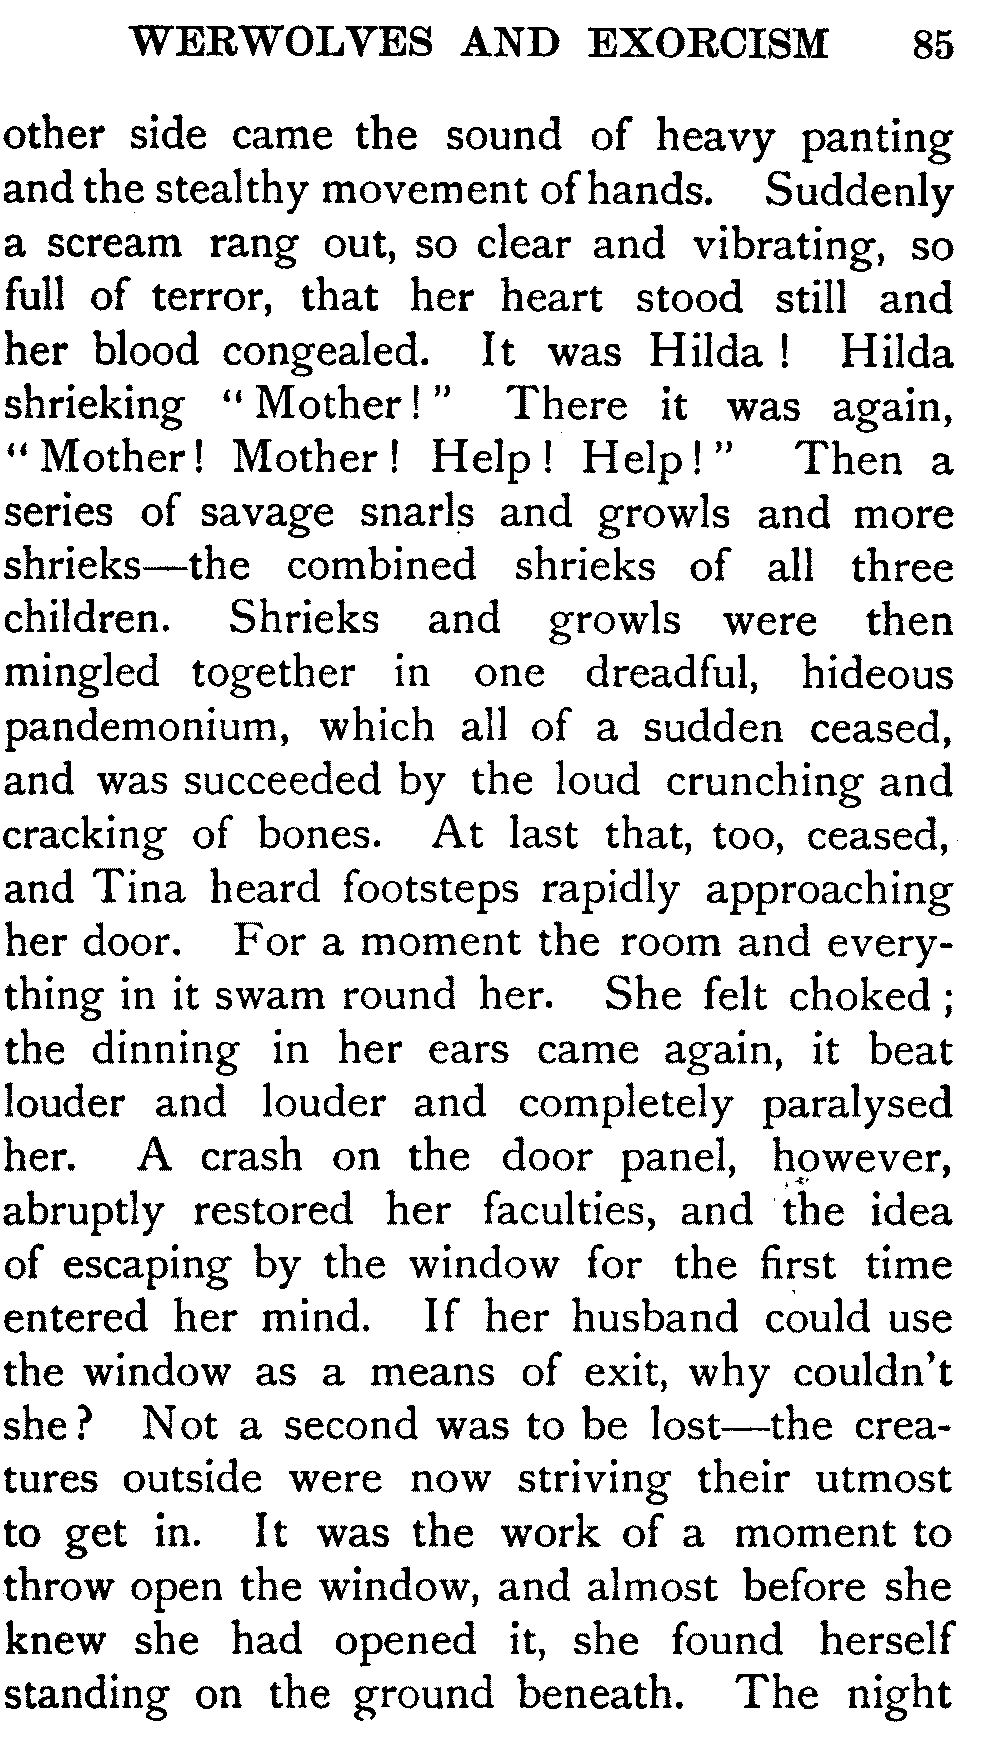 WERWOLVES AND EXORCISM 85
other side came the sound of heavy panting
and the stealthy movement of hands. Suddenly
a scream rang out, so clear and vibrating, so
full of terror, that her heart stood still and
her blood congealed. It was Hilda! Hilda
shrieking "Mother!" There it was again,
"Mother! Mother! Help! Help!" Then a
series of savage snarls and growls and more
shrieks—the combined shrieks of all three
children. Shrieks and growls were then
mingled together in one dreadful, hideous
pandemonium, which all of a sudden ceased,
and was succeeded by the loud crunching and
cracking of bones. At last that, too, ceased,
and Tina heard footsteps rapidly approaching
her door. For a moment the room and every-
thing in it swam round her. She felt choked;
the dinning in her ears came again, it beat
louder and louder and completely paralysed
her. A crash on the door panel, however,
abruptly restored her faculties, and the idea
of escaping by the window for the first time
entered her mind. If her husband could use
the window as a means of exit, why couldn't
she? Not a second was to be lost—the crea-
tures outside were now striving their utmost
to get in. It was the work of a moment to
throw open the window, and almost before she
knew she had opened it, she found herself
standing on the ground beneath. The night